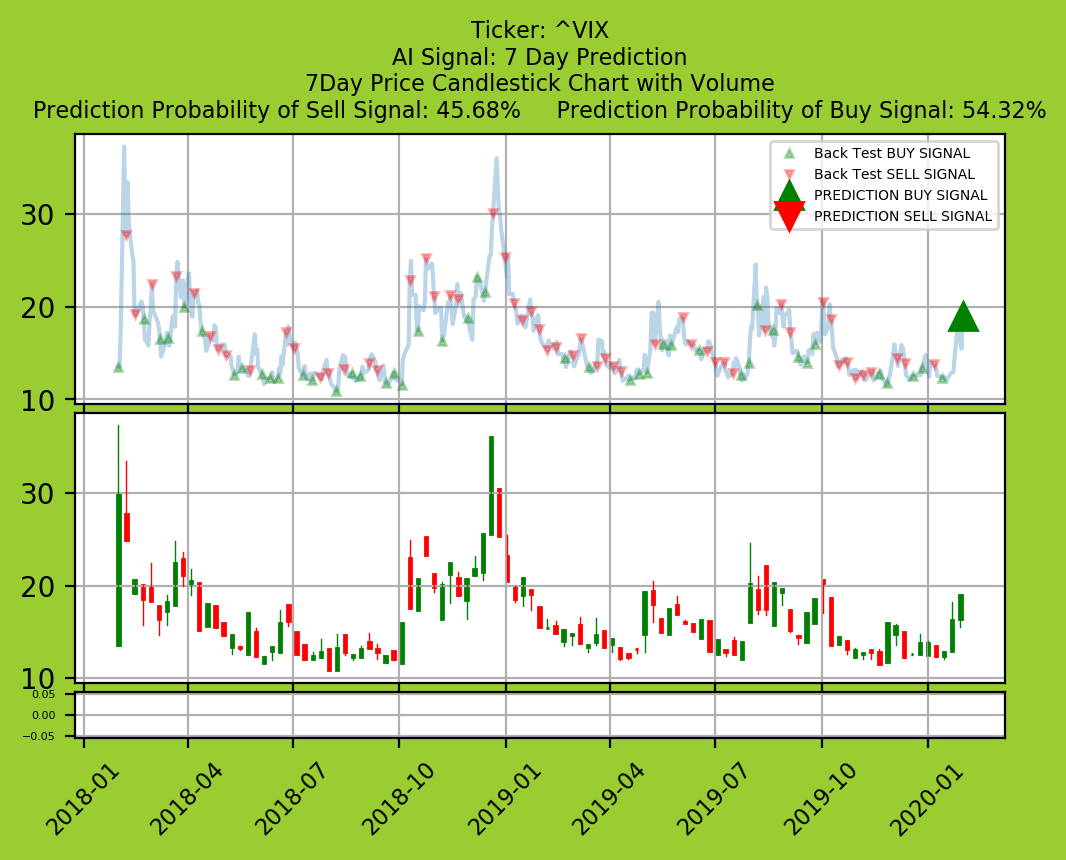 Ticker: ^VIX
AI Signal: 7 Day Prediction
7Day Price Candlestick Chart with Volume
Prediction Probability of Sell Signal: 45.68% Prediction Probability of Buy Signal: 54.32%
Back Test BUY SIGNAL
Back Test SELL SIGNAL
PREDICTION BUY SIGNAL
PREDICTION SELL SIGNAL
30
20
10
30
20
10
0.05
0.00
−0.05
2018-01 2018-04 2018-07 2018-10 2019-01 2019-04 2019-07 2019-10 2020-01